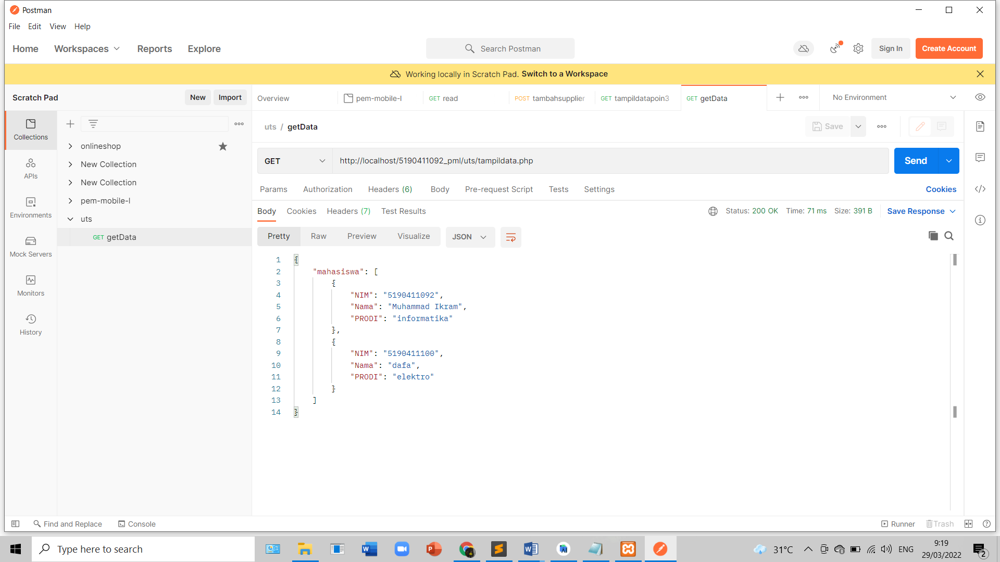 Postman
File Edit View Help
Home Workspaces Reports Explore
Search Postman
Sign In
Create Account
Working locally in Scratch Pad. Switch to a Workspace
Scratch Pad
New
Import
Overview
pem-mobile-l
GET read
POST tambahsupplier
GET tampildatapoin3
GET getData
No Environment
Collections
APIs
Environments
Mock Servers
Monitors
History
onlineshop
New Collection
New Collection
pem-mobile-l
uts
GET getData
uts / getData
Save
GET
http://localhost/5190411092_pml/uts/tampildata.php
Send
Params Authorization Headers (6) Body Pre-request Script Tests Settings
Cookies
Body Cookies Headers (7) Test Results
Status: 200 OK Time: 71 ms Size: 391 B
Save Response
Pretty Raw Preview Visualize
JSON
1 {
2 "mahasiswa": [
3 {
4 "NIM": "5190411092",
5 "Nama": "Muhammad Ikram",
6 "PRODI": "informatika"
7 },
8 {
9 "NIM": "5190411100",
10 "Nama": "dafa",
11 "PRODI": "elektro"
12 }
13 ]
14 }
Find and Replace
Console
Runner
Trash
Type here to search
31°C
ENG
9:19
29/03/2022
2